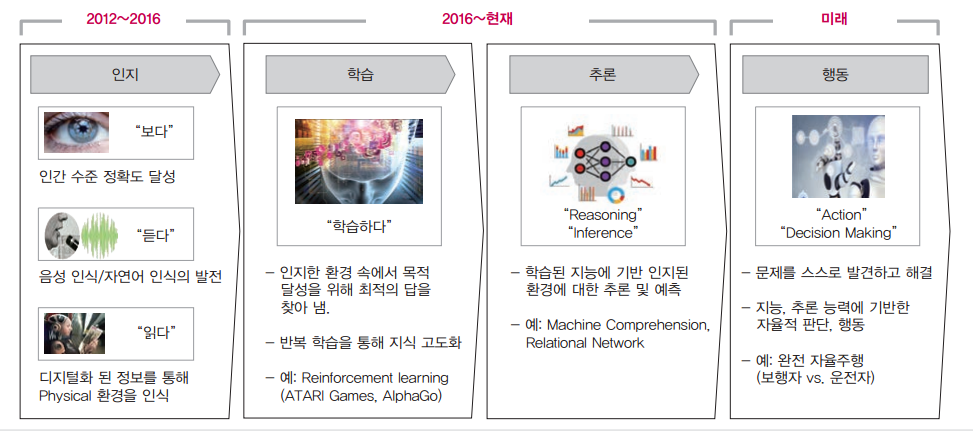 2012~2016
2016~현재
미래
인지
“보다”
인간 수준 정확도 달성
“듣다”
음성 인식/자연어 인식의 발전
“읽다”
디지털화 된 정보를 통해
Physical 환경을 인식
학습
“학습하다”
– 인지한 환경 속에서 목적
달성을 위해 최적의 답을
찾아 냄.
– 반복 학습을 통해 지식 고도화
– 예: Reinforcement learning
(ATARI Games, AlphaGo)
추론
“Reasoning”
“Inference”
– 학습된 지능에 기반 인지된
환경에 대한 추론 및 예측
– 예: Machine Comprehension,
Relational Network
행동
“Action”
“Decision Making”
– 문제를 스스로 발견하고 해결
– 지능, 추론 능력에 기반한
자율적 판단, 행동
– 예: 완전 자율주행
(보행자 vs. 운전자)